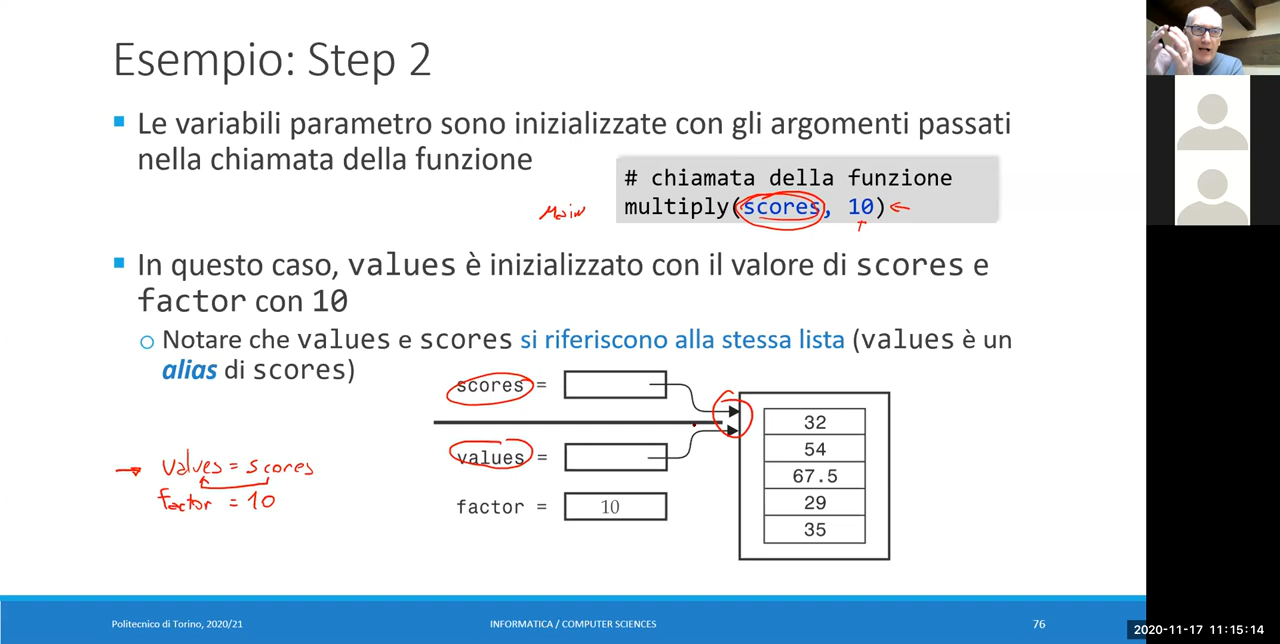 Esempio: Step 2
▪ Le variabili parametro sono inizializzate con gli argomenti passati
nella chiamata della funzione
# chiamata della funzione
multiply(scores, 10)
Main
▪ In questo caso, values è inizializzato con il valore di scores e
factor con 10
o Notare che values e scores si riferiscono alla stessa lista (values è un
alias di scores)
scores =
values =
factor = 10
32
54
67.5
29
35
values = scores
factor = 10
Politecnico di Torino, 2020/21
INFORMATICA / COMPUTER SCIENCES
76
2020-11-17 11:15:14